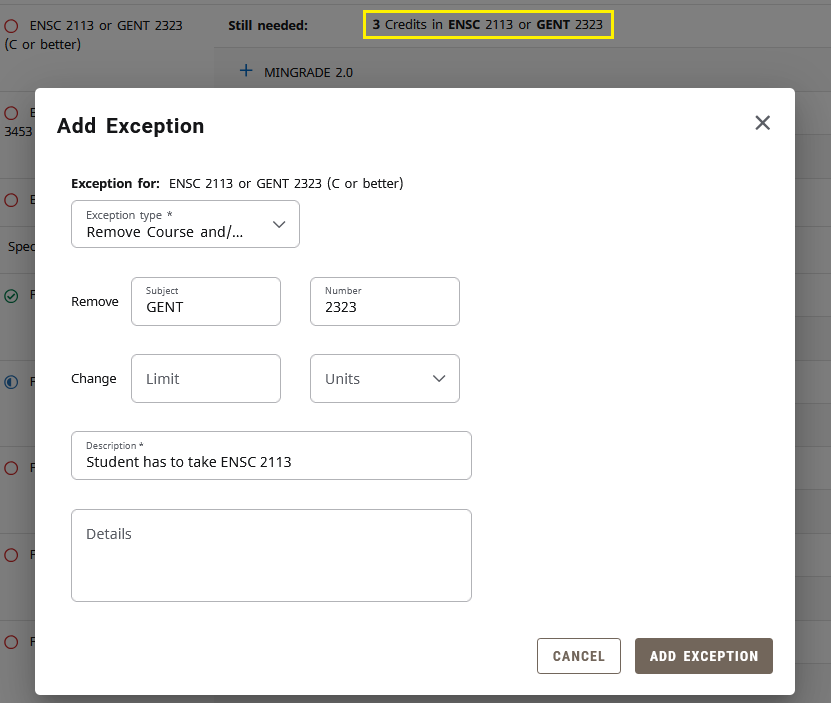 ENSC 2113 or GENT 2323
(C or better)
Still needed:
3 Credits in ENSC 2113 or GENT 2323
MINGRADE 2.0
3453
Spec
Add Exception
Exception for: ENSC 2113 or GENT 2323 (C or better)
Exception type *
Remove Course and/...
Remove
Subject
GENT
Number
2323
Change
Limit
Units
Description *
Student has to take ENSC 2113
Details
CANCEL
ADD EXCEPTION